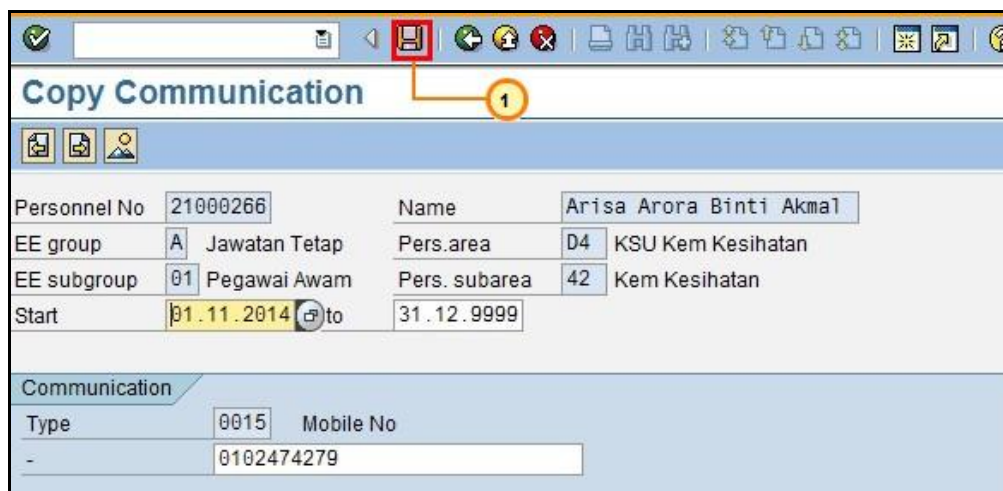 Copy Communication
1
Personnel No 21000266 Name Arisa Arora Binti Akmal
EE group A Jawatan Tetap Pers.area D4 KSU Kem Kesihatan
EE subgroup 01 Pegawai Awam Pers. subarea 42 Kem Kesihatan
Start 01.11.2014 to 31.12.9999
Communication
Type 0015 Mobile No
- 0102474279